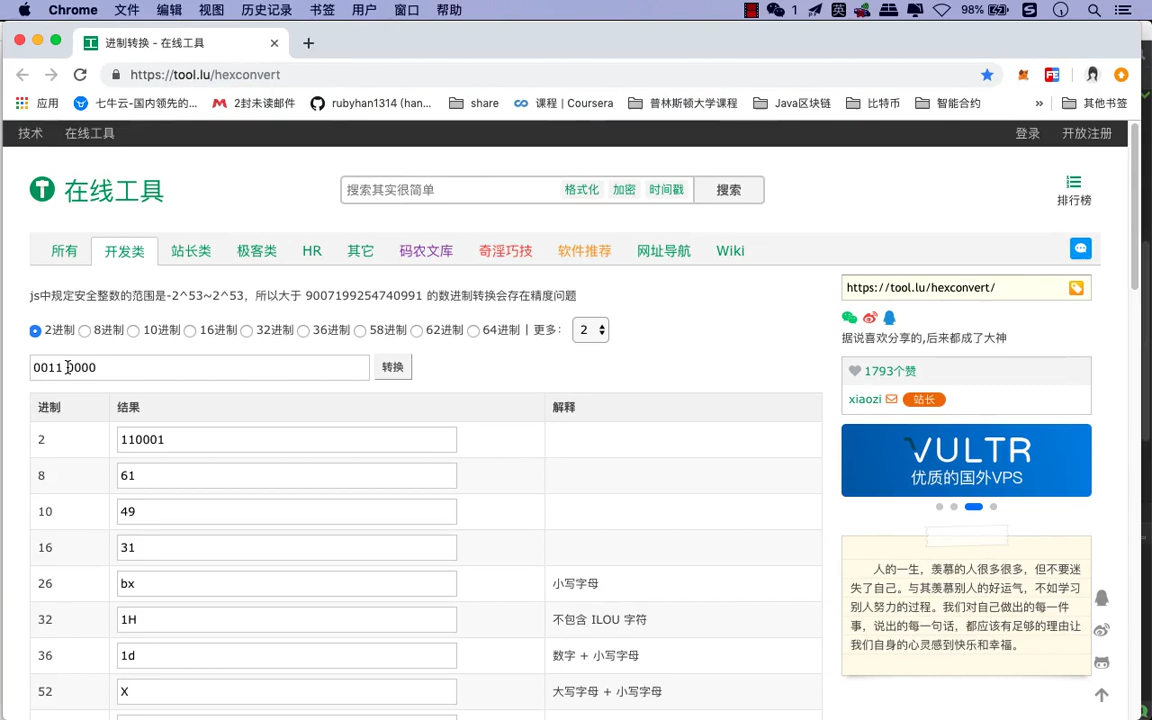 Chrome 文件 编辑 视图 历史记录 书签 用户 窗口 帮助 1 英 98% S
进制转换 - 在线工具
https://tool.lu/hexconvert
应用 七牛云-国内领先的... 2封未读邮件 rubyhan1314 (han... share 课程 | Coursera 普林斯顿大学课程 Java区块链 比特币 智能合约 » 其他书签
技术 在线工具 登录 开放注册
在线工具
搜索其实很简单 格式化 加密 时间戳 搜索
排行榜
所有 开发类 站长类 极客类 HR 其它 码农文库 奇淫巧技 软件推荐 网址导航 Wiki
js中规定安全整数的范围是-2^53~2^53，所以大于 9007199254740991 的数进制转换会存在精度问题
2进制 8进制 10进制 16进制 32进制 36进制 58进制 62进制 64进制 | 更多: 2
0011 0000 转换
进制 结果 解释
2 110001
8 61
10 49
16 31
26 bx 小写字母
32 1H 不包含 ILOU 字符
36 1d 数字 + 小写字母
52 X 大写字母 + 小写字母
https://tool.lu/hexconvert/
据说喜欢分享的,后来都成了大神
1793个赞
xiaozi 站长
VULTR
优质的国外VPS
人的一生，羡慕的人很多很多，但不要迷
失了自己。与其羡慕别人的好运气，不如学习
别人努力的过程。我们对自己做出的每一件
事，说出的每一句话，都应该有足够的理由让
我们自身的心灵感到快乐和幸福。